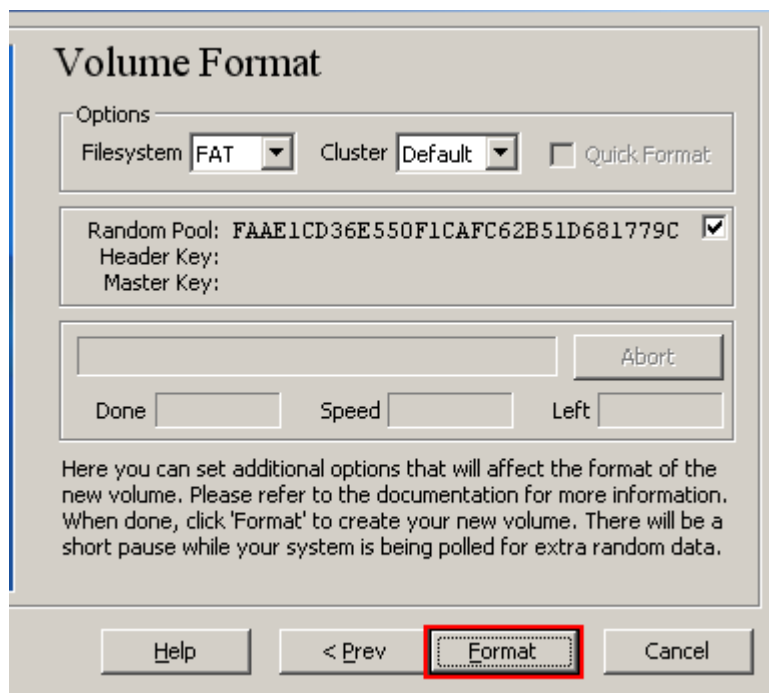 Volume Format
Options
Filesystem FAT Cluster Default Quick Format
Random Pool: FAAE1CD36E550F1CAFC62B51D681779C
Header Key:
Master Key:
Abort
Done Speed Left
Here you can set additional options that will affect the format of the
new volume. Please refer to the documentation for more information.
When done, click 'Format' to create your new volume. There will be a
short pause while your system is being polled for extra random data.
Help < Prev Format Cancel